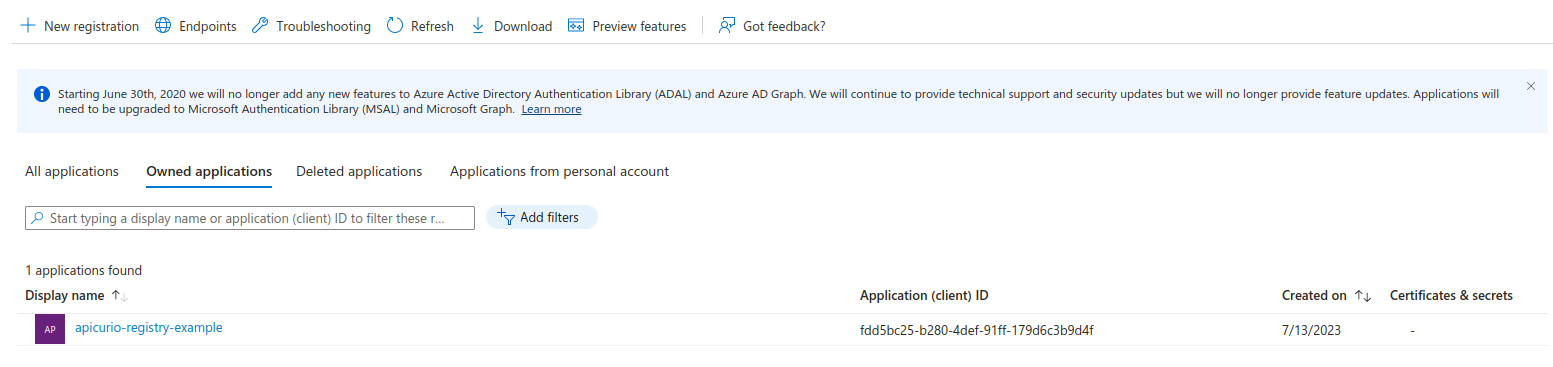 New registration Endpoints Troubleshooting Refresh Download Preview features Got feedback?
Starting June 30th, 2020 we will no longer add any new features to Azure Active Directory Authentication Library (ADAL) and Azure AD Graph. We will continue to provide technical support and security updates but we will no longer provide feature updates. Applications will
need to be upgraded to Microsoft Authentication Library (MSAL) and Microsoft Graph. Learn more
All applications Owned applications Deleted applications Applications from personal account
Start typing a display name or application (client) ID to filter these r... Add filters
1 applications found
Display name Application (client) ID Created on Certificates & secrets
AP apicurio-registry-example fdd5bc25-b280-4def-91ff-179d6c3b9d4f 7/13/2023 -